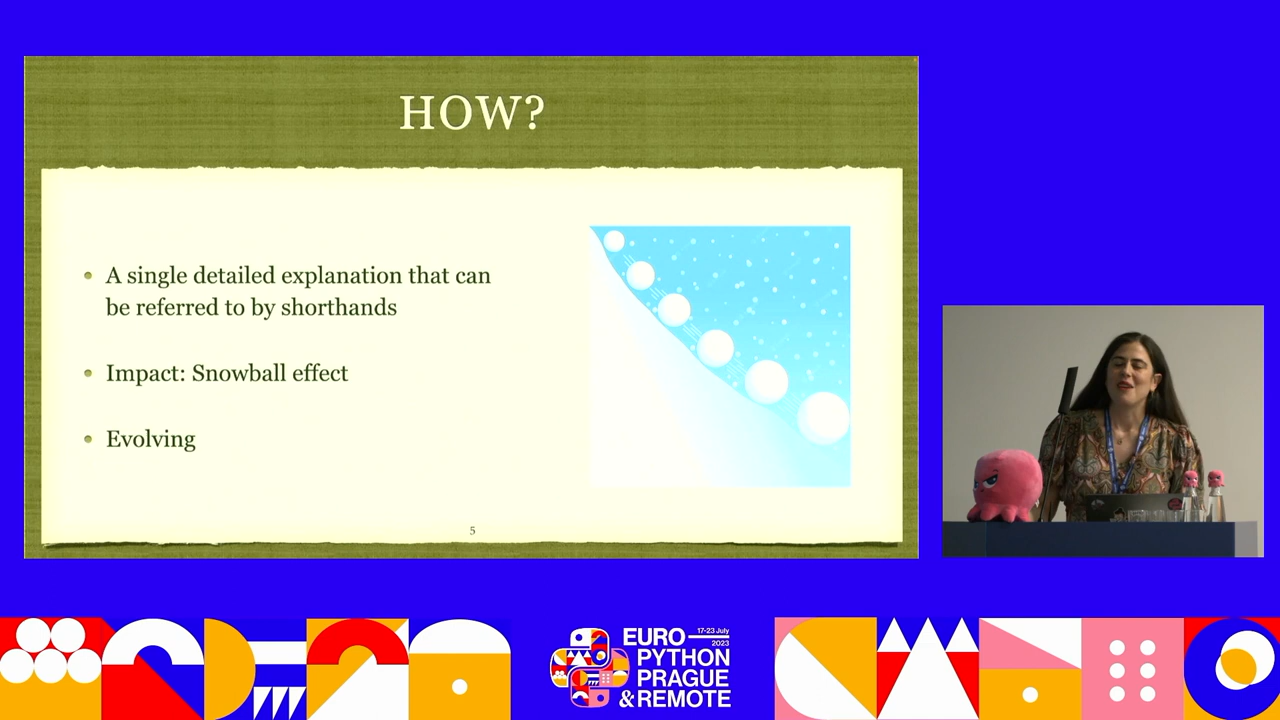 HOW?
• A single detailed explanation that can
be referred to by shorthands
• Impact: Snowball effect
• Evolving
5
EURO 17-23 July
2023
PYTHON
PRAGUE
& REMOTE